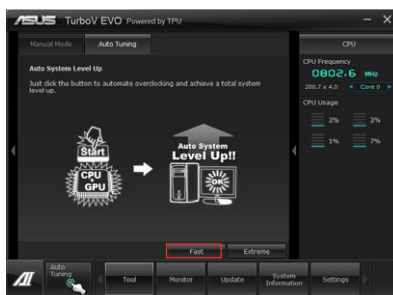 ASUS TurboV EVO Powered by TPU
Manual Mode
Auto Tuning
CPU
Auto System Level Up
Just click the button to automate overclocking and achieve a total system
level up.
Start
CPU
+
GPU
Auto System
Level Up!!
OK
Fast
Extreme
CPU Frequency
0802.6 MHz
200.7 x 4.0
Core 0
CPU Usage
3%
3%
1%
7%
AI
Auto
Tuning
Tool
Monitor
Update
System
Information
Settings